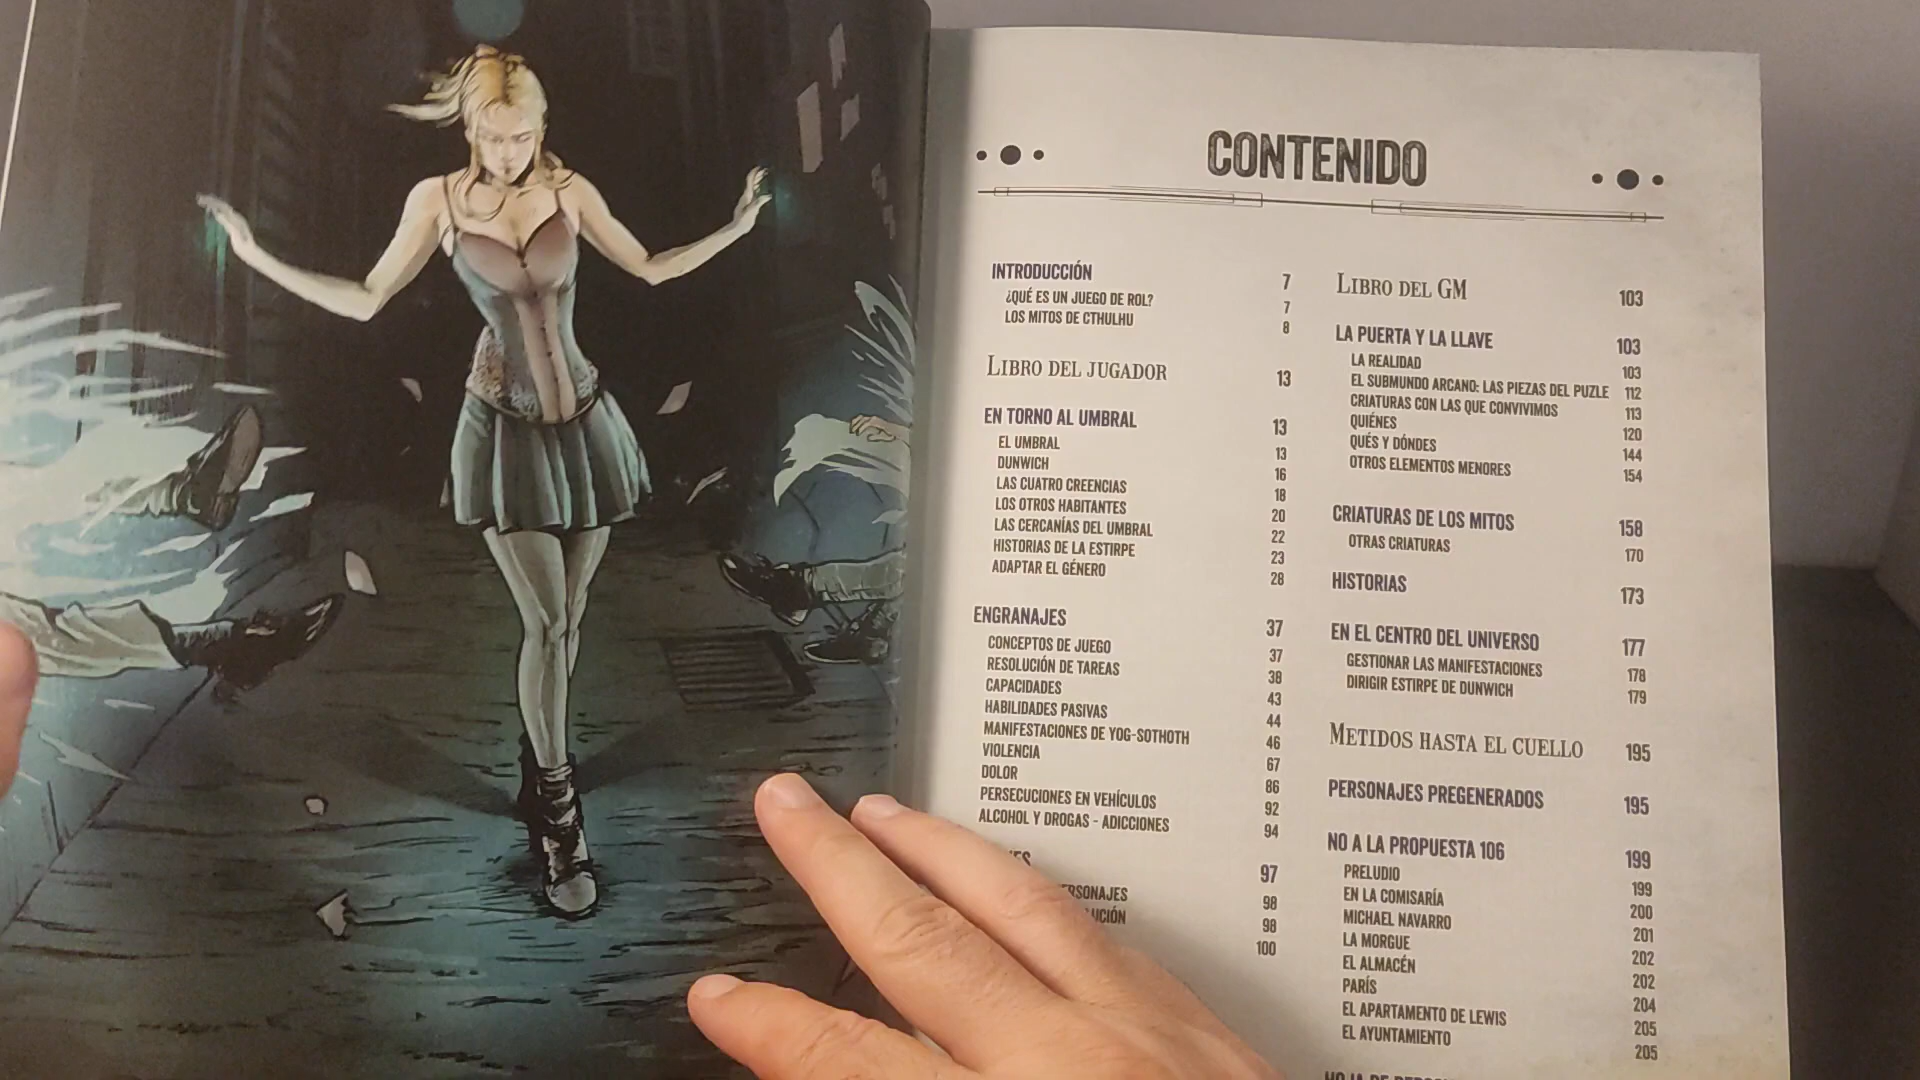 CONTENIDO
INTRODUCCIÓN 7
¿QUÉ ES UN JUEGO DE ROL? 7
LOS MITOS DE CTHULHU 8
LIBRO DEL JUGADOR 13
EN TORNO AL UMBRAL 13
EL UMBRAL 13
DUNWICH 16
LAS CUATRO CREENCIAS 18
LOS OTROS HABITANTES 20
LAS CERCANÍAS DEL UMBRAL 22
HISTORIAS DE LA ESTIRPE 23
ADAPTAR EL GÉNERO 28
ENGRANAJES 37
CONCEPTOS DE JUEGO 37
RESOLUCIÓN DE TAREAS 38
CAPACIDADES 43
HABILIDADES PASIVAS 44
MANIFESTACIONES DE YOG-SOTHOTH 46
VIOLENCIA 67
DOLOR 86
PERSECUCIONES EN VEHÍCULOS 92
ALCOHOL Y DROGAS - ADICCIONES 94
97
98
98
100
LIBRO DEL GM 103
LA PUERTA Y LA LLAVE 103
LA REALIDAD 103
EL SUBMUNDO ARCANO: LAS PIEZAS DEL PUZLE 112
CRIATURAS CON LAS QUE CONVIVIMOS 113
QUIÉNES 120
QUÉS Y DÓNDES 144
OTROS ELEMENTOS MENORES 154
CRIATURAS DE LOS MITOS 158
OTRAS CRIATURAS 170
HISTORIAS 173
EN EL CENTRO DEL UNIVERSO 177
GESTIONAR LAS MANIFESTACIONES 178
DIRIGIR ESTIRPE DE DUNWICH 179
METIDOS HASTA EL CUELLO 195
PERSONAJES PREGENERADOS 195
NO A LA PROPUESTA 106 199
PRELUDIO 199
EN LA COMISARÍA 200
MICHAEL NAVARRO 201
LA MORGUE 202
EL ALMACÉN 202
PARÍS 204
EL APARTAMENTO DE LEWIS 205
EL AYUNTAMIENTO 205